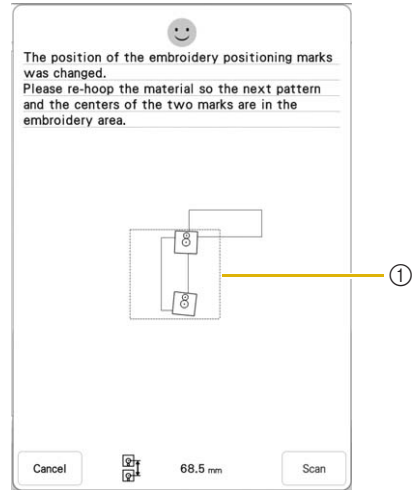 The position of the embroidery positioning marks
was changed.
Please re-hoop the material so the next pattern
and the centers of the two marks are in the
embroidery area.
①
Cancel
68.5 mm
Scan